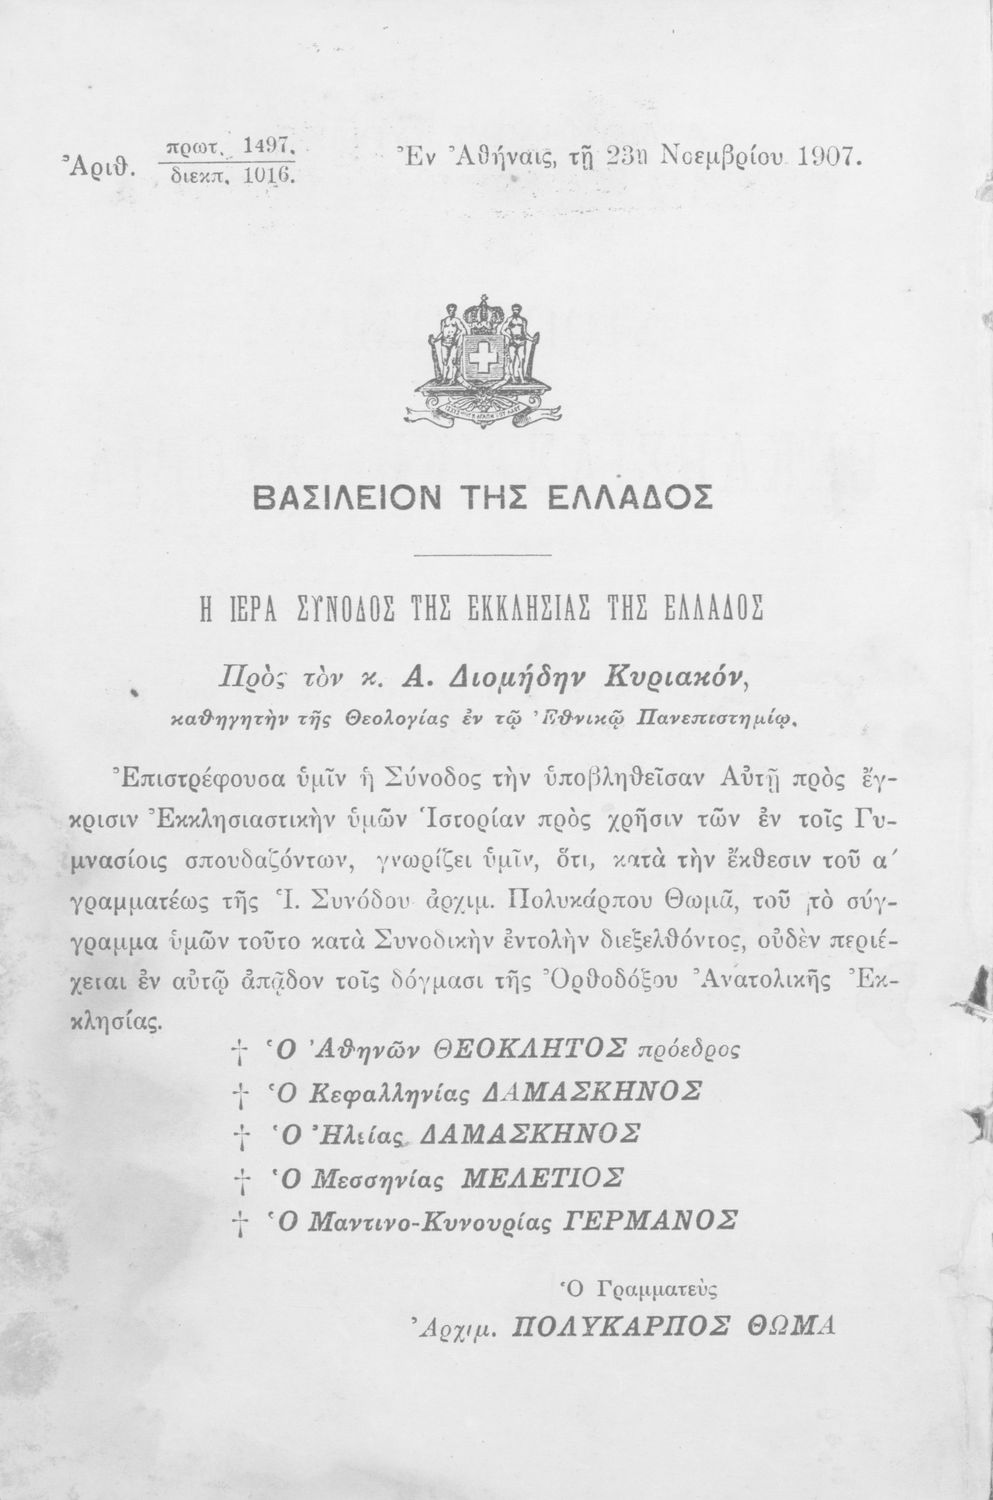 Ἀριθ. πρωτ. 1497.
διεκπ. 1016.
Ἐν Ἀθήναις, τῇ 23ῃ Νοεμβρίου 1907.
ΒΑΣΙΛΕΙΟΝ ΤΗΣ ΕΛΛΑΔΟΣ
Η ΙΕΡΑ ΣΥΝΟΔΟΣ ΤΗΣ ΕΚΚΛΗΣΙΑΣ ΤΗΣ ΕΛΛΑΔΟΣ
Πρὸς τὸν κ. Α. Διομήδην Κυριακόν,
καθηγητὴν τῆς Θεολογίας ἐν τῷ Ἐθνικῷ Πανεπιστημίῳ.
Ἐπιστρέφουσα ὑμῖν ἡ Σύνοδος τὴν ὑποβληθεῖσαν Αὐτῇ πρὸς ἔγ-
κρισιν Ἐκκλησιαστικὴν ὑμῶν Ἱστορίαν πρὸς χρῆσιν τῶν ἐν τοῖς Γυ-
μνασίοις σπουδαζόντων, γνωρίζει ὑμῖν, ὅτι, κατὰ τὴν ἔκθεσιν τοῦ α΄
γραμματέως τῆς Ἱ. Συνόδου ἀρχιμ. Πολυκάρπου Θωμᾶ, τοῦ τὸ σύγ-
γραμμα ὑμῶν τοῦτο κατὰ Συνοδικὴν ἐντολὴν διεξελθόντος, οὐδὲν περιέ-
χεται ἐν αὐτῷ ἀπᾷδον τοῖς δόγμασι τῆς Ὀρθοδόξου Ἀνατολικῆς Ἐκ-
κλησίας.
† Ὁ Ἀθηνῶν ΘΕΟΚΛΗΤΟΣ πρόεδρος
† Ὁ Κεφαλληνίας ΔΑΜΑΣΚΗΝΟΣ
† Ὁ Ἠλείας ΔΑΜΑΣΚΗΝΟΣ
† Ὁ Μεσσηνίας ΜΕΛΕΤΙΟΣ
† Ὁ Μαντινο-Κυνουρίας ΓΕΡΜΑΝΟΣ
Ὁ Γραμματεὺς
Ἀρχιμ. ΠΟΛΥΚΑΡΠΟΣ ΘΩΜΑ